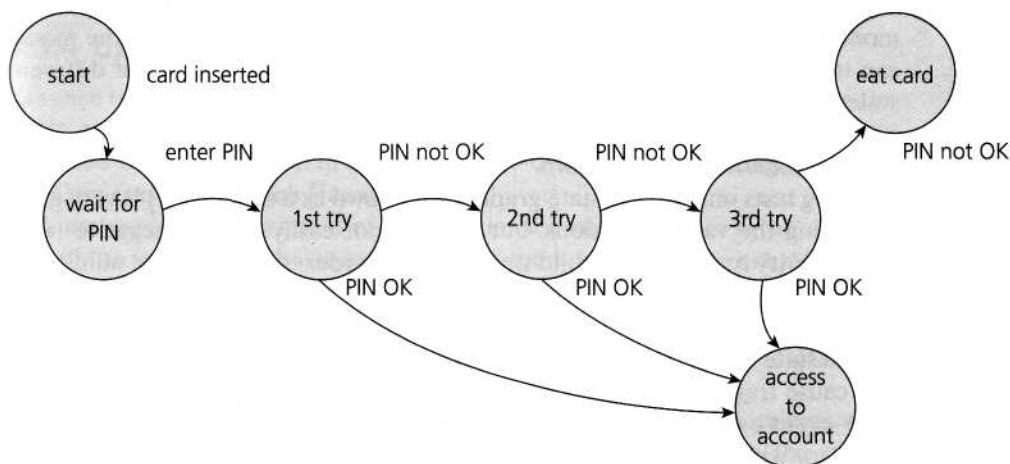 start
card inserted
eat card
enter PIN
PIN not OK
PIN not OK
PIN not OK
wait for
PIN
1st try
2nd try
3rd try
PIN OK
PIN OK
PIN OK
access
to
account